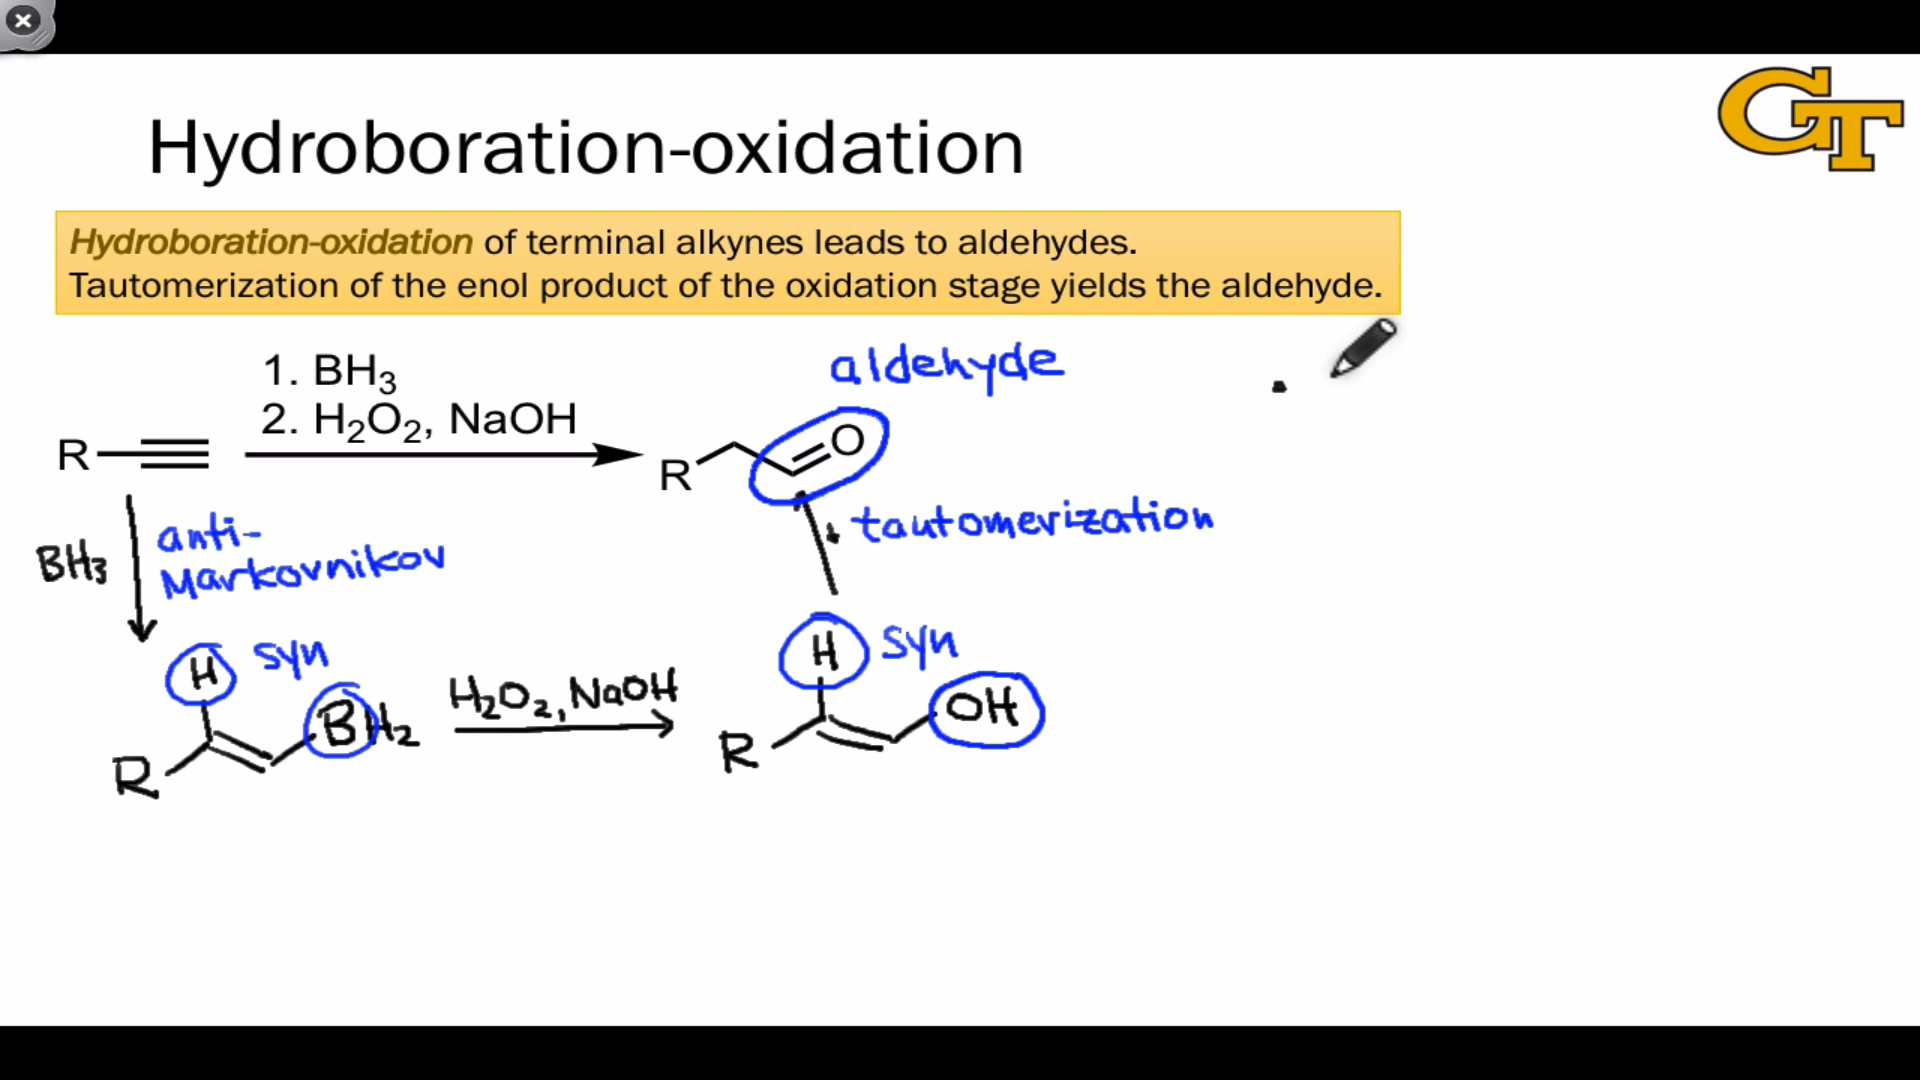 GT
Hydroboration-oxidation
Hydroboration-oxidation of terminal alkynes leads to aldehydes.
Tautomerization of the enol product of the oxidation stage yields the aldehyde.
1. BH3
2. H2O2, NaOH
aldehyde
R
R
O
BH3
anti-
Markovnikov
tautomerization
H
syn
BH2
R
H2O2, NaOH
H
syn
OH
R